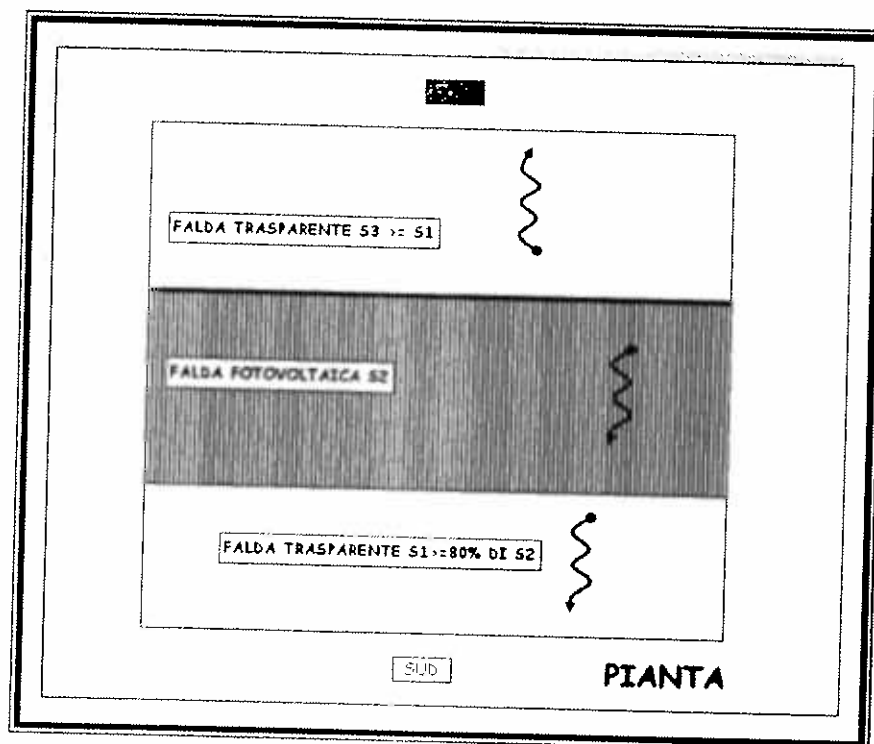 FALDA TRASPARENTE S3 >= S1
FALDA FOTOVOLTAICA S2
FALDA TRASPARENTE S1>=80% DI S2
SUD
PIANTA